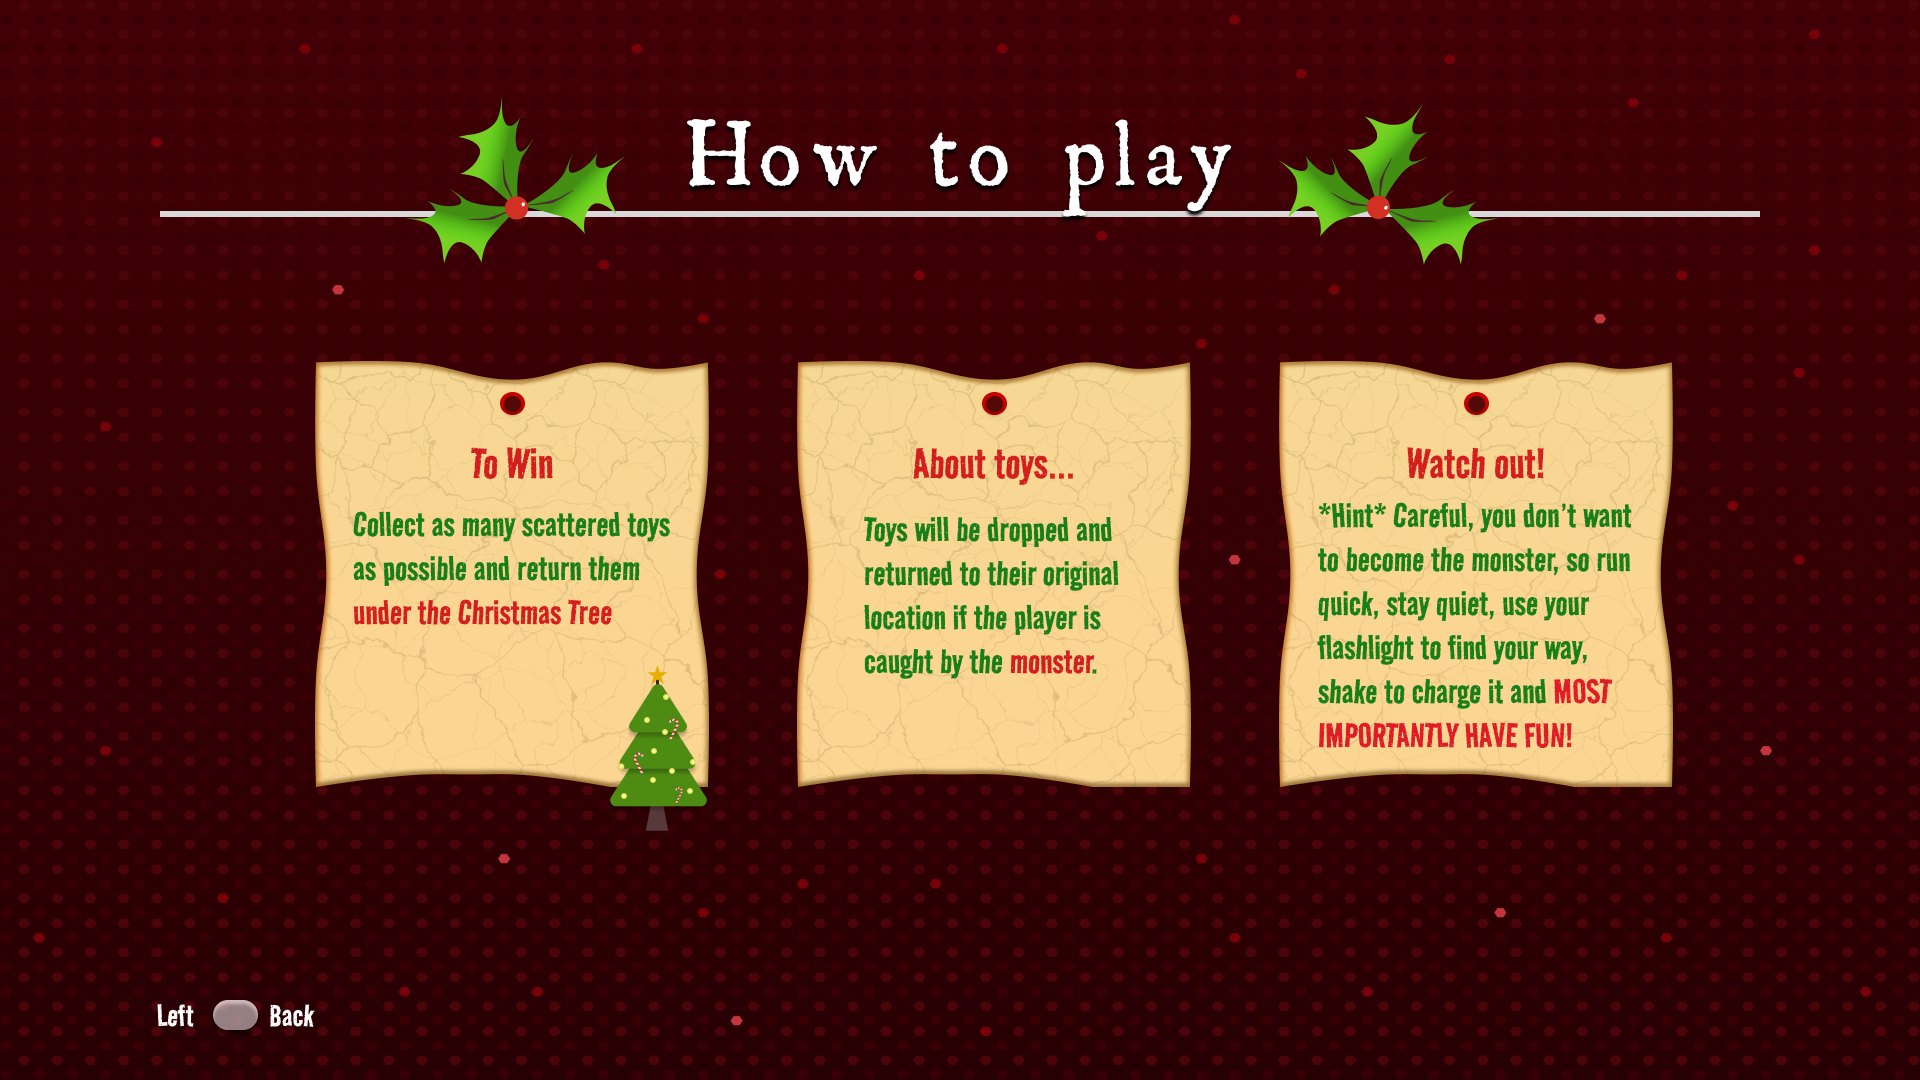 How to play
To Win
Collect as many scattered toys
as possible and return them
under the Christmas Tree
About toys...
Toys will be dropped and
returned to their original
location if the player is
caught by the monster.
Watch out!
*Hint* Careful, you don't want
to become the monster, so run
quick, stay quiet, use your
flashlight to find your way,
shake to charge it and MOST
IMPORTANTLY HAVE FUN!
Left Back